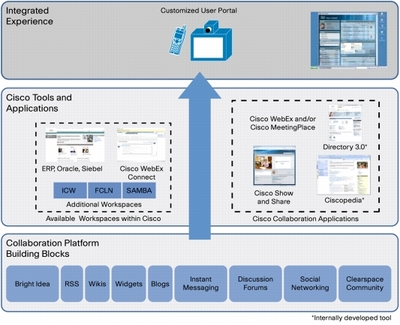 Integrated
Experience
Customized User Portal
Cisco Tools and
Applications
ERP, Oracle, Siebel
Cisco WebEx
Connect
ICW
FCLN
SAMBA
Additional Workspaces
Available Workspaces within Cisco
Cisco WebEx and/or
Cisco MeetingPlace
Directory 3.0*
Cisco Show
and Share
Ciscopedia*
Cisco Collaboration Applications
Collaboration Platform
Building Blocks
Bright Idea
RSS
Wikis
Widgets
Blogs
Instant
Messaging
Discussion
Forums
Social
Networking
Clearspace
Community
*Internally developed tool